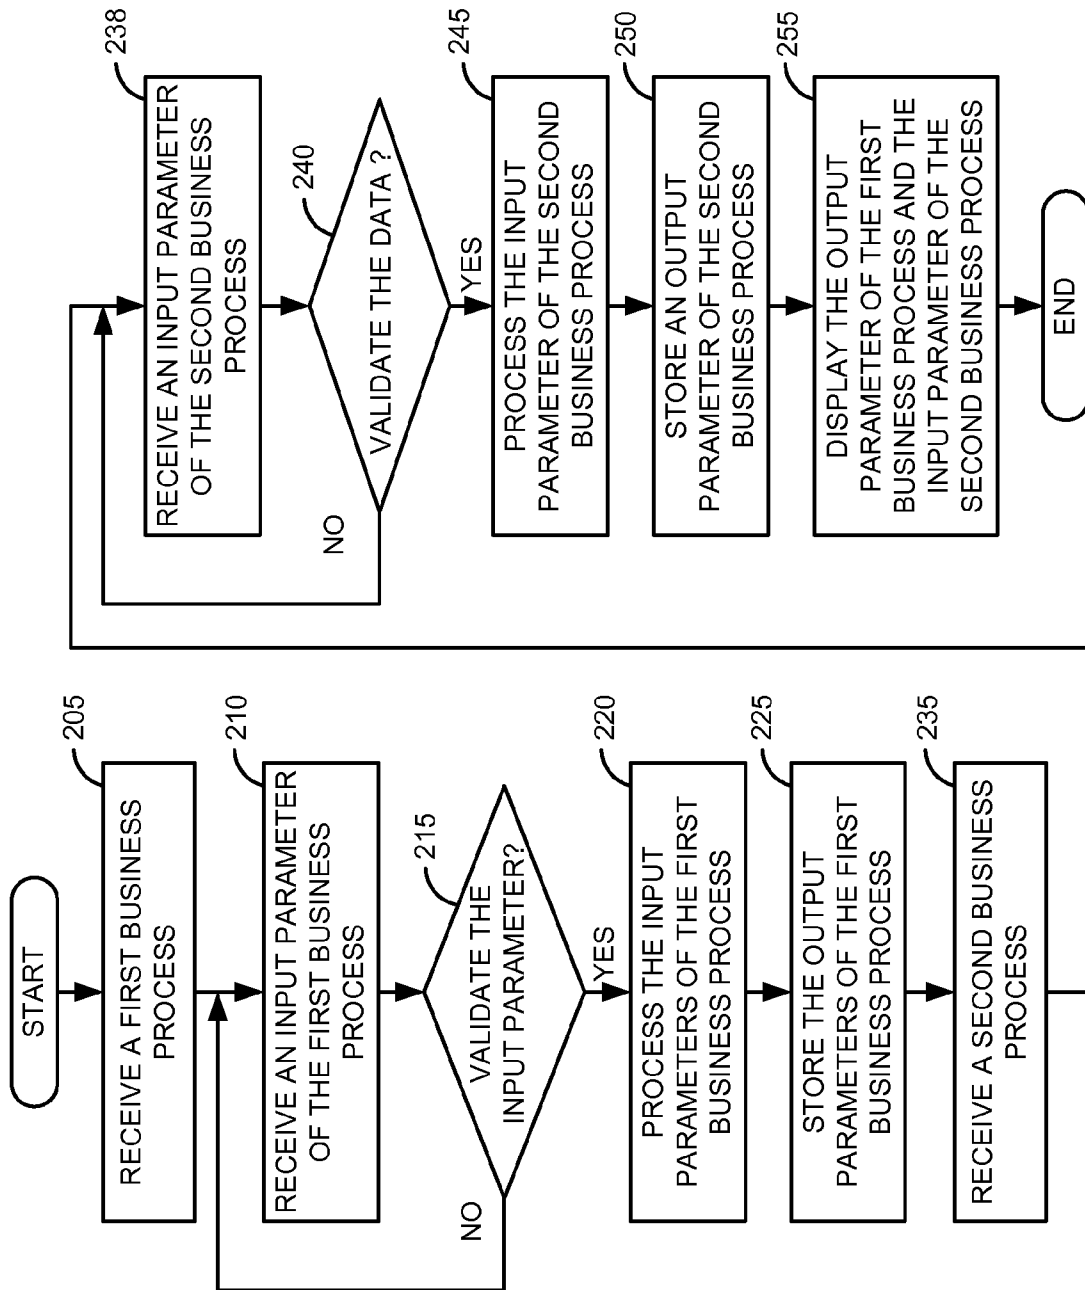 START
205
RECEIVE A FIRST BUSINESS
PROCESS
210
RECEIVE AN INPUT PARAMETER
OF THE FIRST BUSINESS
PROCESS
215
VALIDATE THE
INPUT PARAMETER?
NO
YES
220
PROCESS THE INPUT
PARAMETERS OF THE FIRST
BUSINESS PROCESS
225
STORE THE OUTPUT
PARAMETERS OF THE FIRST
BUSINESS PROCESS
235
RECEIVE A SECOND BUSINESS
PROCESS
238
RECEIVE AN INPUT PARAMETER
OF THE SECOND BUSINESS
PROCESS
240
VALIDATE THE DATA ?
NO
YES
245
PROCESS THE INPUT
PARAMETER OF THE SECOND
BUSINESS PROCESS
250
STORE AN OUTPUT
PARAMETER OF THE SECOND
BUSINESS PROCESS
255
DISPLAY THE OUTPUT
PARAMETER OF THE FIRST
BUSINESS PROCESS AND THE
INPUT PARAMETER OF THE
SECOND BUSINESS PROCESS
END